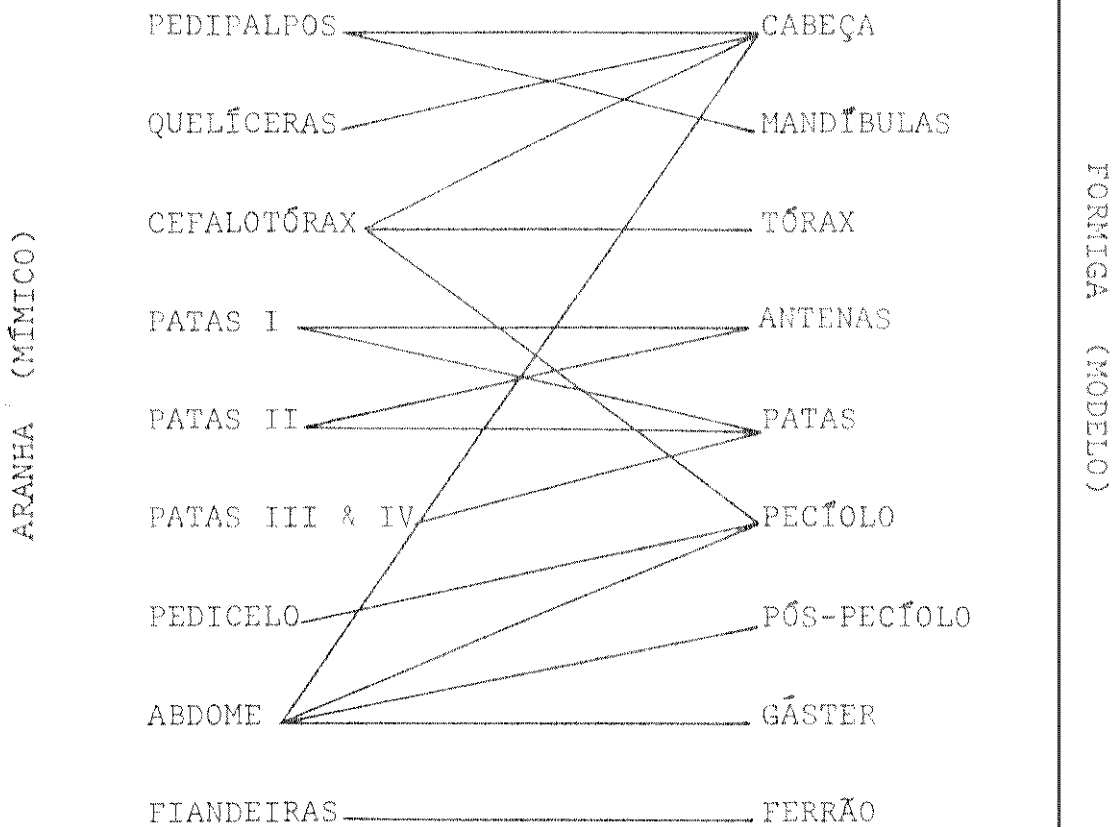 PEDIPALPOS CABEÇA
QUELÍCERAS MANDÍBULAS
CEFALOTÓRAX TÓRAX
PATAS I ANTENAS
PATAS II PATAS
PATAS III & IV PECÍOLO
PEDICELO PÓS-PECÍOLO
ABDOME GÁSTER
FIANDEIRAS FERRÃO
ARANHA (MÍMICO)
FORMIGA (MODELO)